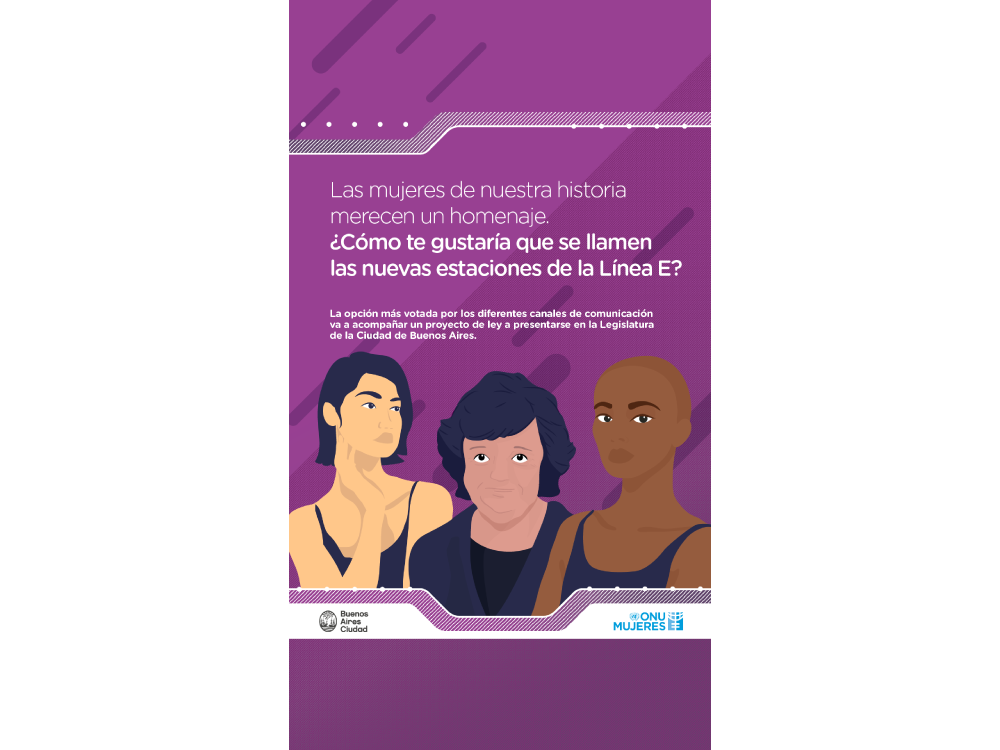 Las mujeres de nuestra historia
merecen un homenaje.
¿Cómo te gustaría que se llamen
las nuevas estaciones de la Línea E?
La opción más votada por los diferentes canales de comunicación
va a acompañar un proyecto de ley a presentarse en la Legislatura
de la Ciudad de Buenos Aires.
Buenos
Aires
Ciudad
ONU
MUJERES